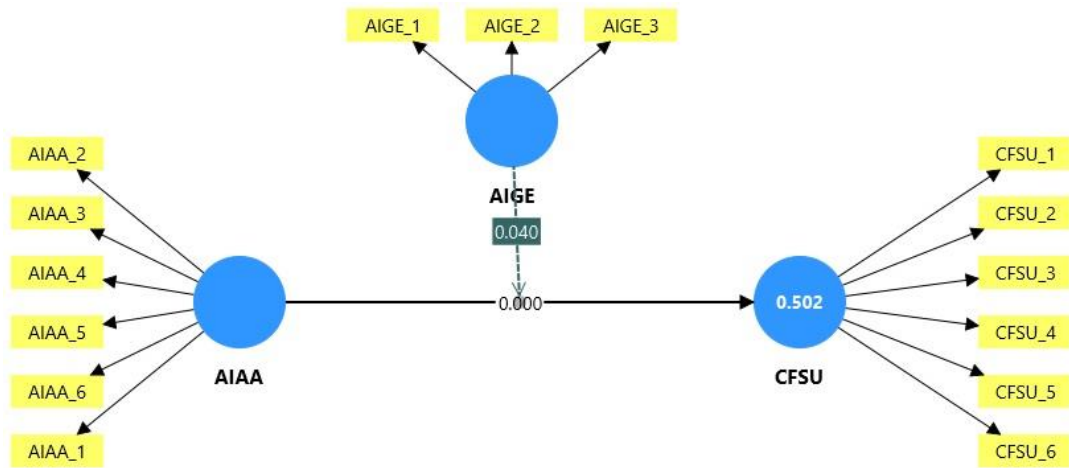 AIGE_1
AIGE_2
AIGE_3
AIGE
0.040
AIAA_2
AIAA_3
AIAA_4
AIAA_5
AIAA_6
AIAA_1
AIAA
0.000
0.502
CFSU
CFSU_1
CFSU_2
CFSU_3
CFSU_4
CFSU_5
CFSU_6